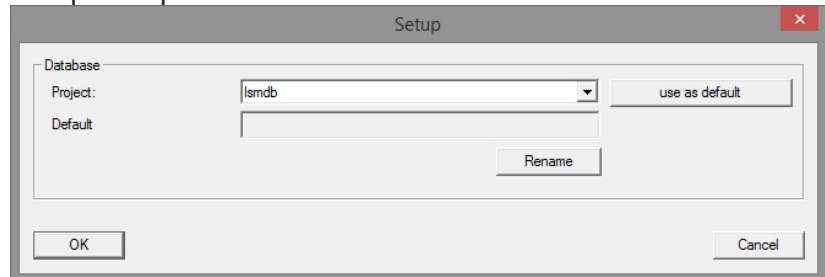 Setup
Database
Project: lsmdb use as default
Default
Rename
OK Cancel